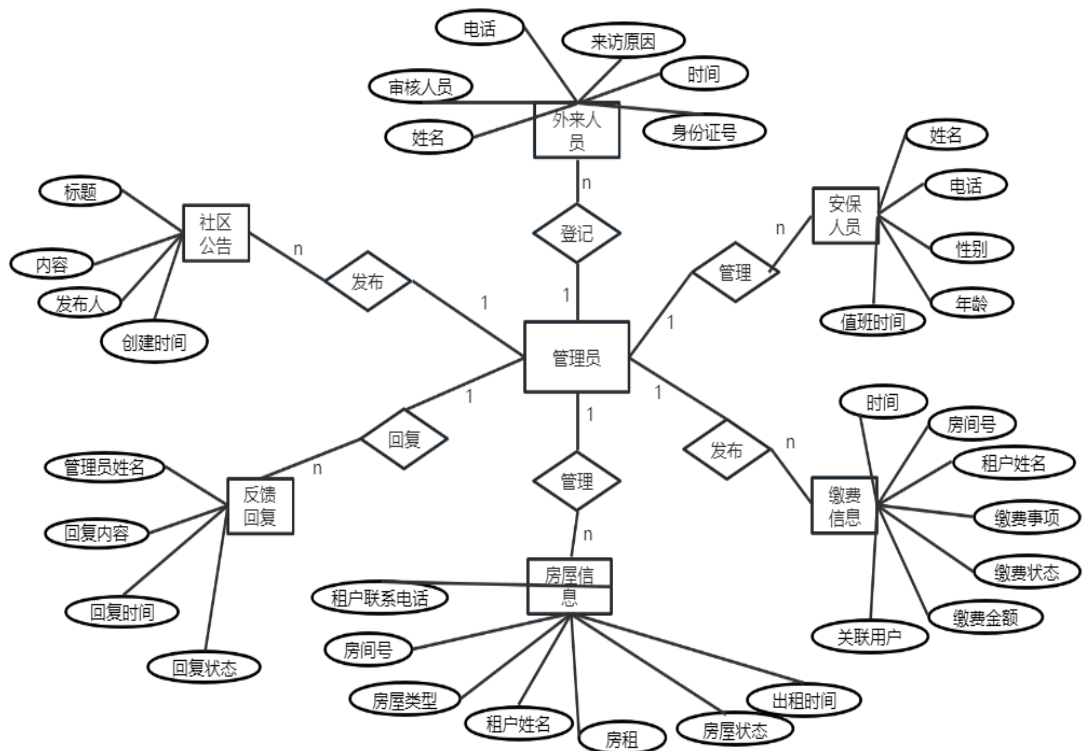 电话
来访原因
审核人员
时间
姓名
身份证号
外来人
员
n
登记
1
标题
内容
发布人
创建时间
社区
公告
n
发布
1
姓名
电话
性别
年龄
值班时间
安保
人员
n
管理
1
管理员
1
回复
n
反馈
回复
管理员姓名
回复内容
回复时间
回复状态
1
管理
n
房屋信
息
租户联系电话
房间号
房屋类型
租户姓名
房租
房屋状态
出租时间
1
发布
n
缴费
信息
时间
房间号
租户姓名
缴费事项
缴费状态
缴费金额
关联用户